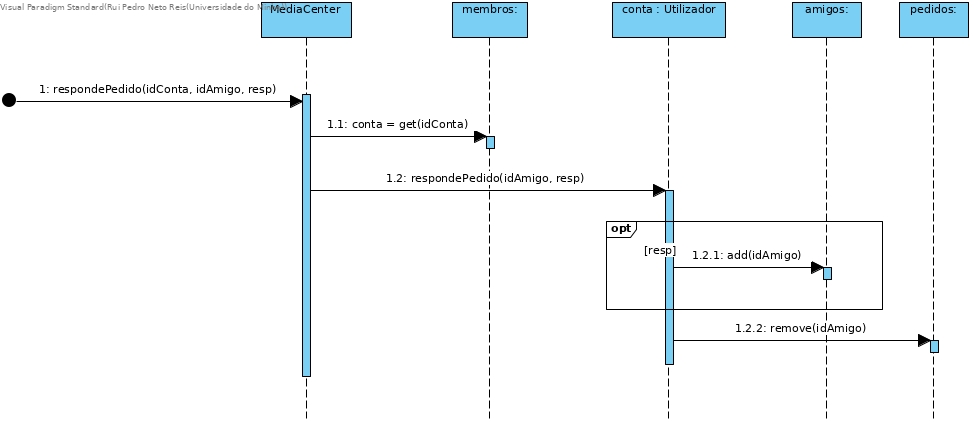 Visual Paradigm Standard(Rui Pedro Neto Reis(Universidade do
MediaCenter
membros:
conta : Utilizador
amigos:
pedidos:
1: respondePedido(idConta, idAmigo, resp)
1.1: conta = get(idConta)
1.2: respondePedido(idAmigo, resp)
opt
[resp]
1.2.1: add(idAmigo)
1.2.2: remove(idAmigo)